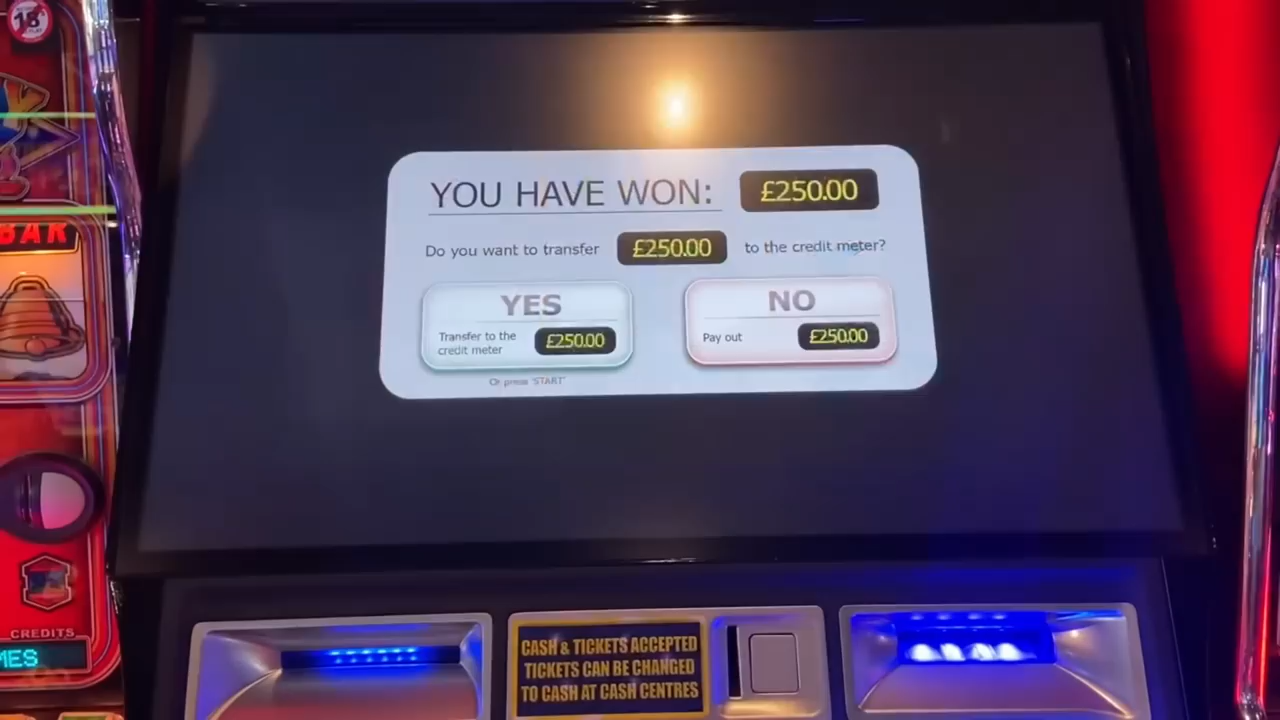 18
YOU HAVE WON: £250.00
Do you want to transfer £250.00 to the credit meter?
YES
Transfer to the
credit meter
£250.00
Or press 'START'
NO
Pay out £250.00
BAR
CREDITS
MES
CASH & TICKETS ACCEPTED
TICKETS CAN BE CHANGED
TO CASH AT CASH CENTRES